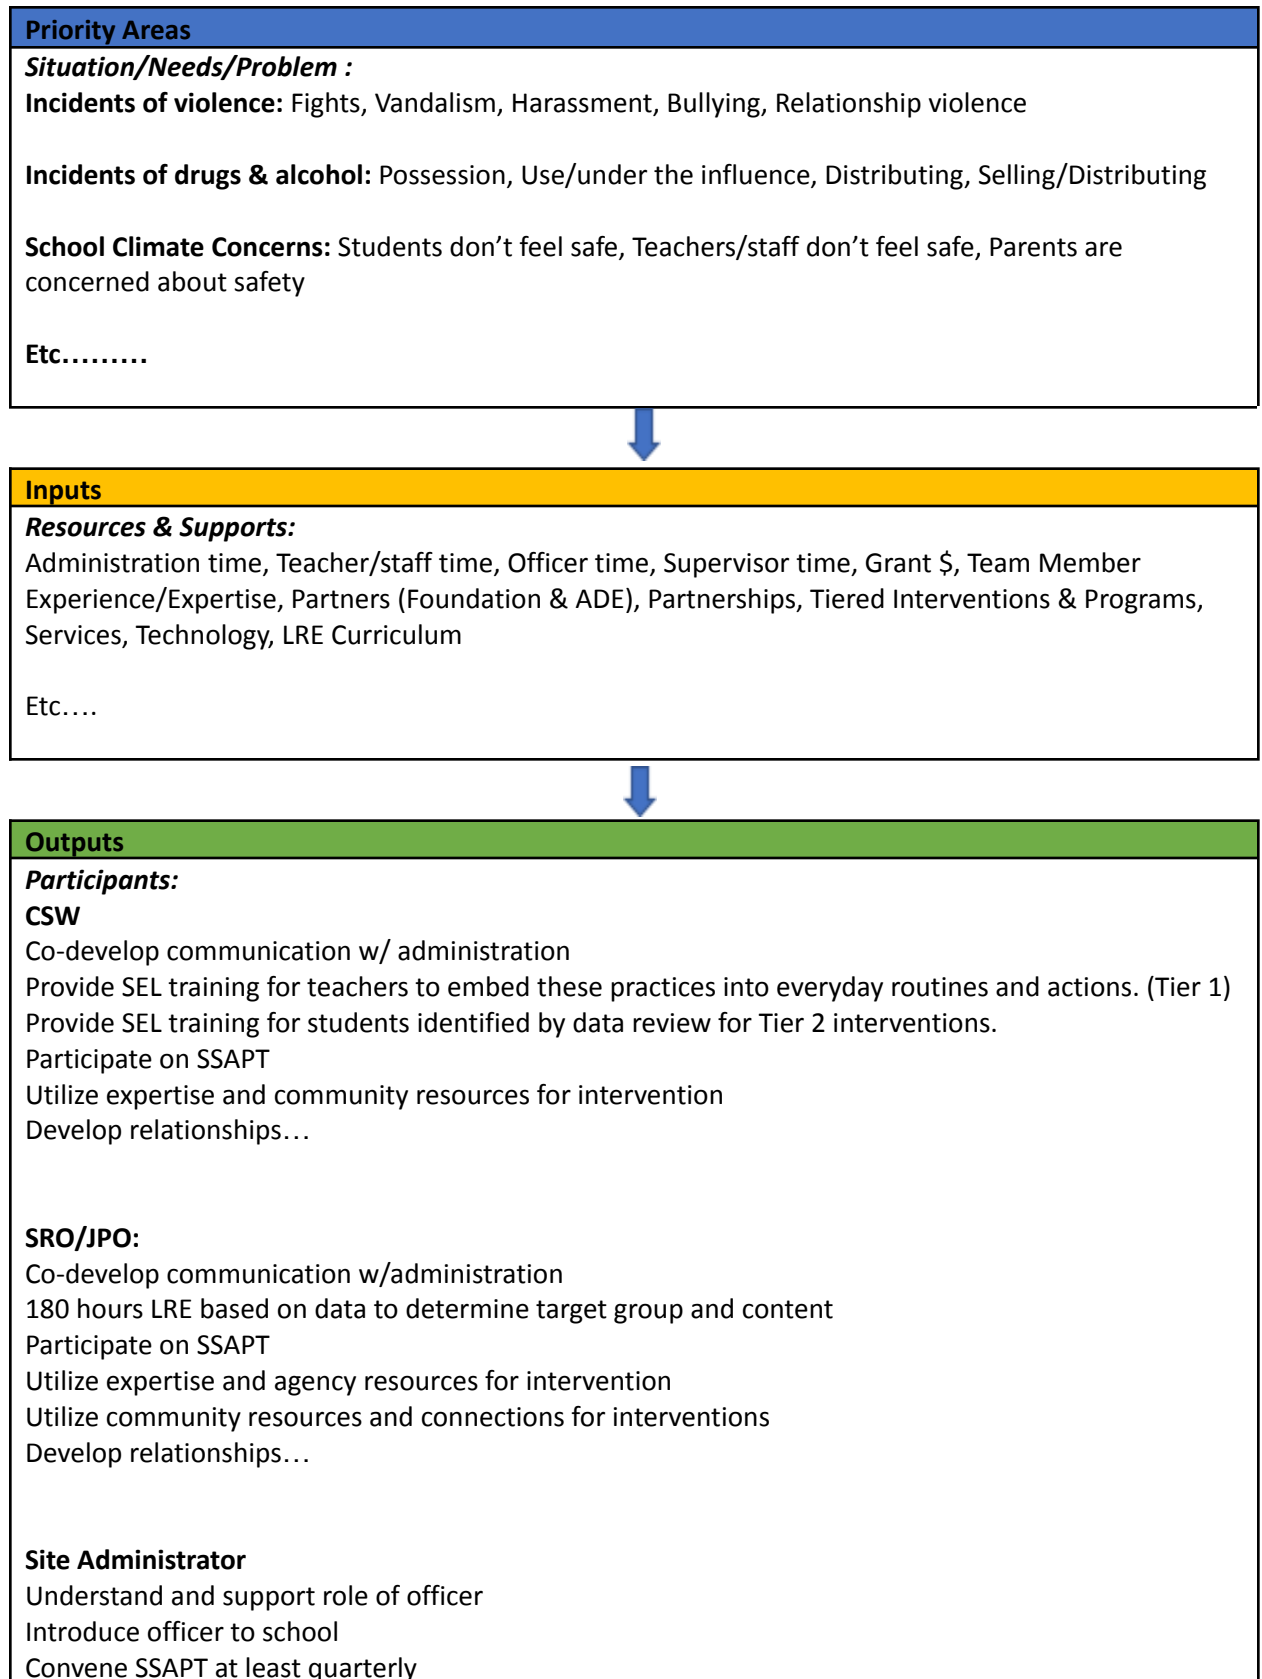 Priority Areas
Situation/Needs/Problem :
Incidents of violence: Fights, Vandalism, Harassment, Bullying, Relationship violence
Incidents of drugs & alcohol: Possession, Use/under the influence, Distributing, Selling/Distributing
School Climate Concerns: Students don’t feel safe, Teachers/staff don’t feel safe, Parents are
concerned about safety
Etc………
Inputs
Resources & Supports:
Administration time, Teacher/staff time, Officer time, Supervisor time, Grant $, Team Member
Experience/Expertise, Partners (Foundation & ADE), Partnerships, Tiered Interventions & Programs,
Services, Technology, LRE Curriculum
Etc….
Outputs
Participants:
CSW
Co-develop communication w/ administration
Provide SEL training for teachers to embed these practices into everyday routines and actions. (Tier 1)
Provide SEL training for students identified by data review for Tier 2 interventions.
Participate on SSAPT
Utilize expertise and community resources for intervention
Develop relationships…
SRO/JPO:
Co-develop communication w/administration
180 hours LRE based on data to determine target group and content
Participate on SSAPT
Utilize expertise and agency resources for intervention
Utilize community resources and connections for interventions
Develop relationships…
Site Administrator
Understand and support role of officer
Introduce officer to school
Convene SSAPT at least quarterly